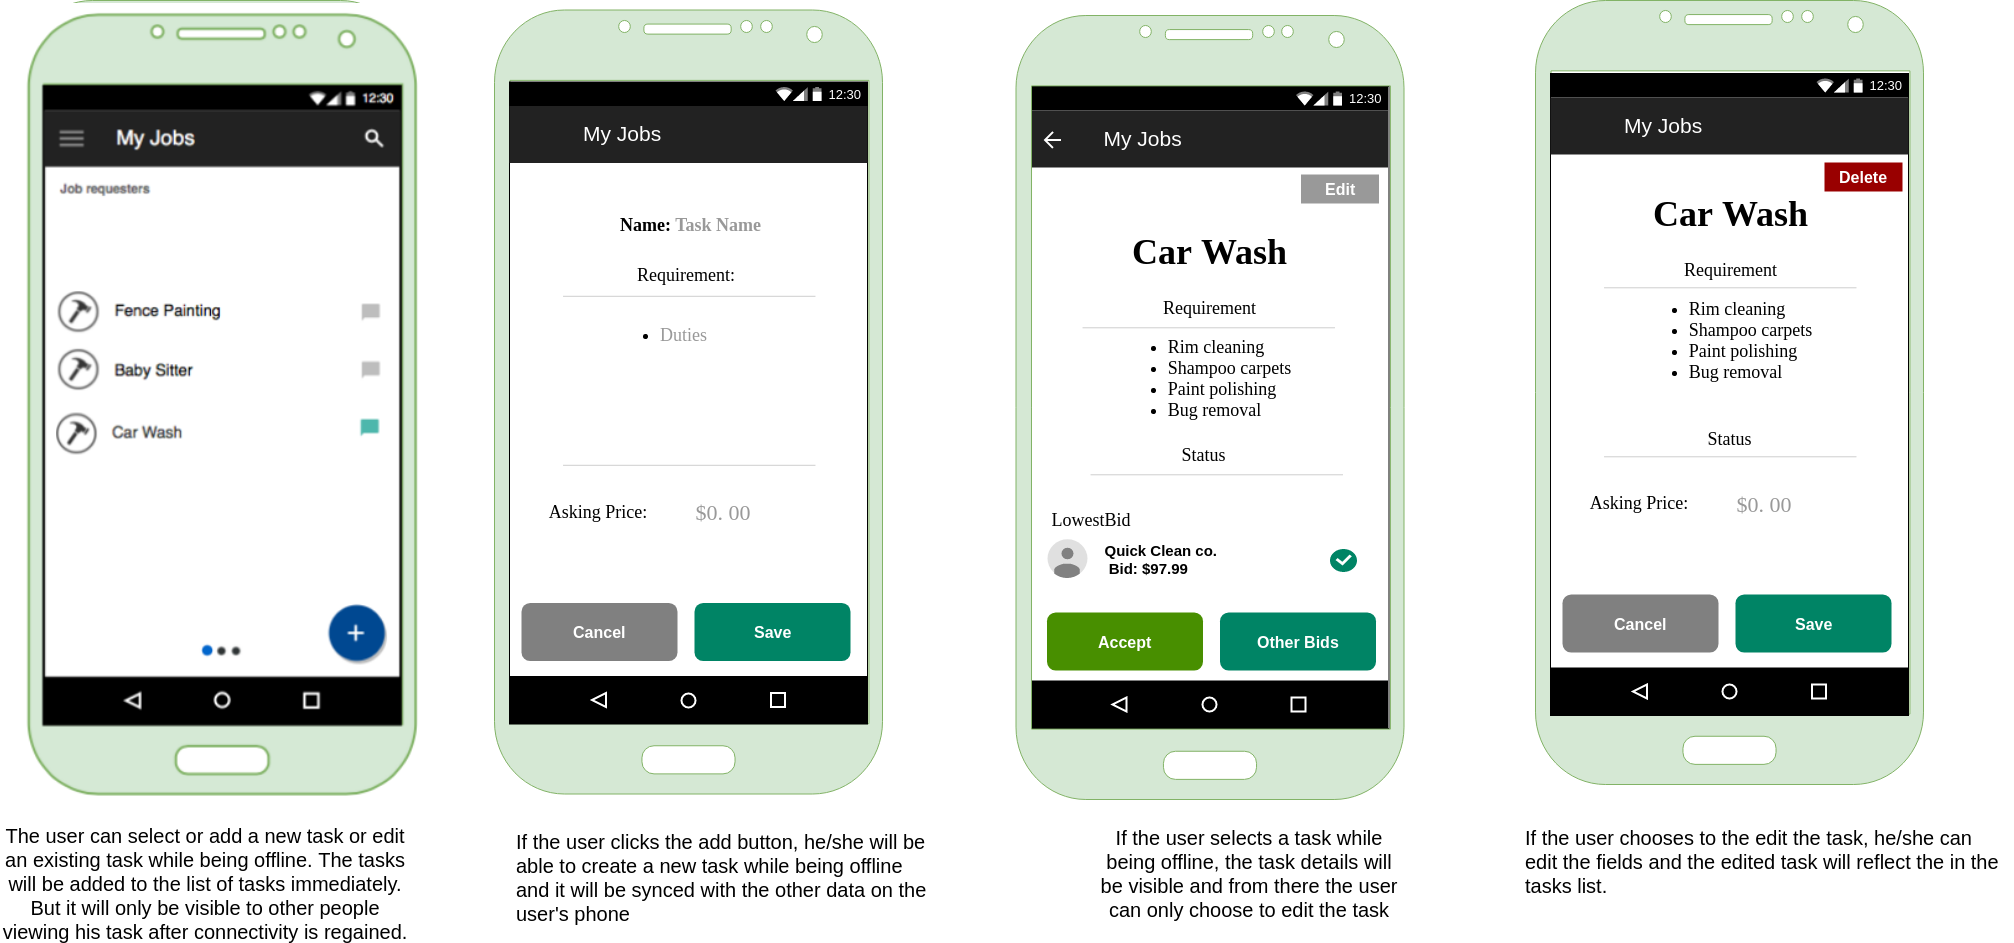 12:30
My Jobs
Job requesters
Fence Painting
Baby Sitter
Car Wash
The user can select or add a new task or edit
an existing task while being offline. The tasks
will be added to the list of tasks immediately.
But it will only be visible to other people
viewing his task after connectivity is regained.
12:30
My Jobs
Name: Task Name
Requirement:
Duties
Asking Price: $0. 00
Cancel Save
If the user clicks the add button, he/she will be
able to create a new task while being offline
and it will be synced with the other data on the
user's phone
12:30
My Jobs
Edit
Car Wash
Requirement
Rim cleaning
Shampoo carpets
Paint polishing
Bug removal
Status
LowestBid
Quick Clean co.
Bid: $97.99
Accept Other Bids
If the user selects a task while
being offline, the task details will
be visible and from there the user
can only choose to edit the task
12:30
My Jobs
Delete
Car Wash
Requirement
Rim cleaning
Shampoo carpets
Paint polishing
Bug removal
Status
Asking Price: $0. 00
Cancel Save
If the user chooses to the edit the task, he/she can
edit the fields and the edited task will reflect the in the
tasks list.